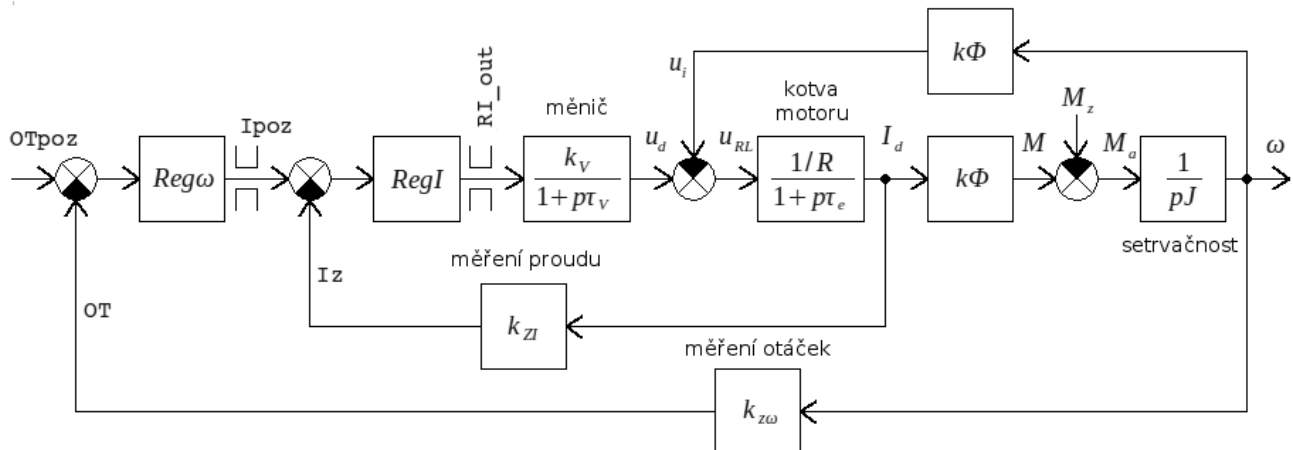 kΦ
u_i
RI_out
měnič
kotva
motoru
M_z
OTpoz
Ipoz
Regω
RegI
k_V
1+pτ_V
u_d
u_RL
1/R
1+pτ_e
I_d
kΦ
M
M_a
1
pJ
ω
setrvačnost
měření proudu
Iz
OT
k_ZI
měření otáček
k_zω